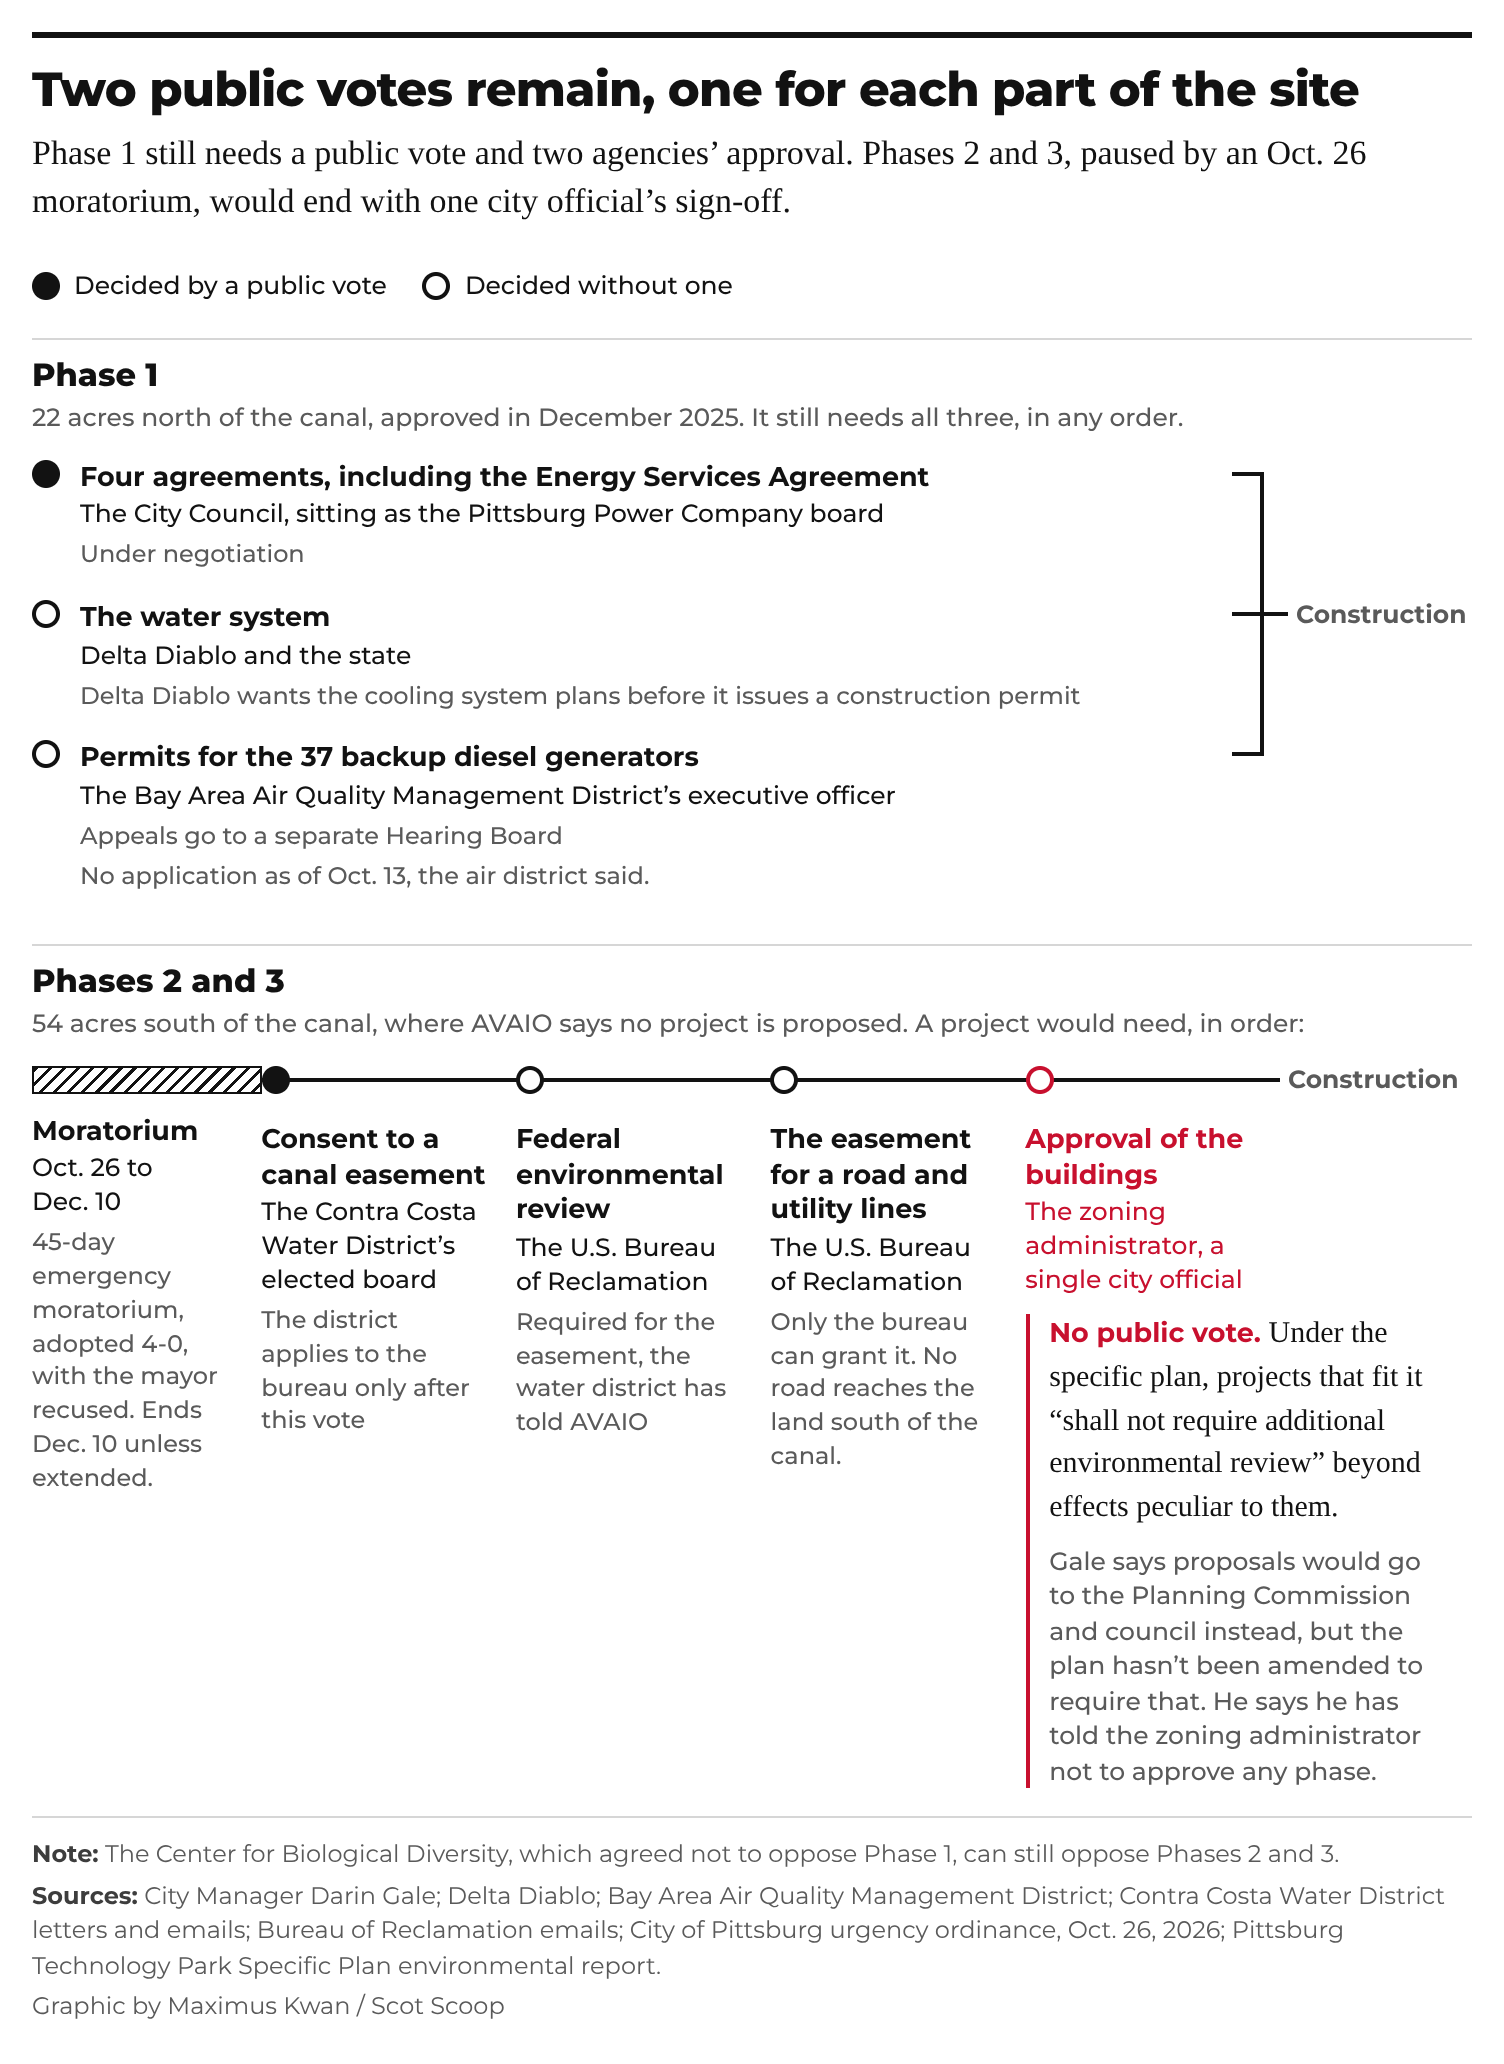 Two public votes remain, one for each part of the site
Phase 1 still needs a public vote and two agencies’ approval. Phases 2 and 3, paused by an Oct. 26
moratorium, would end with one city official’s sign-off.
Decided by a public vote
Decided without one
Phase 1
22 acres north of the canal, approved in December 2025. It still needs all three, in any order.
Four agreements, including the Energy Services Agreement
The City Council, sitting as the Pittsburg Power Company board
Under negotiation
The water system
Delta Diablo and the state
Delta Diablo wants the cooling system plans before it issues a construction permit
Permits for the 37 backup diesel generators
The Bay Area Air Quality Management District’s executive officer
Appeals go to a separate Hearing Board
No application as of Oct. 13, the air district said.
Construction
Phases 2 and 3
54 acres south of the canal, where AVAIO says no project is proposed. A project would need, in order:
Construction
Moratorium
Oct. 26 to
Dec. 10
45-day
emergency
moratorium,
adopted 4-0,
with the mayor
recused. Ends
Dec. 10 unless
extended.
Consent to a
canal easement
The Contra Costa
Water District’s
elected board
The district
applies to the
bureau only after
this vote
Federal
environmental
review
The U.S. Bureau
of Reclamation
Required for the
easement, the
water district has
told AVAIO
The easement
for a road and
utility lines
The U.S. Bureau
of Reclamation
Only the bureau
can grant it. No
road reaches the
land south of the
canal.
Approval of the
buildings
The zoning
administrator, a
single city official
No public vote. Under the
specific plan, projects that fit it
“shall not require additional
environmental review” beyond
effects peculiar to them.
Gale says proposals would go
to the Planning Commission
and council instead, but the
plan hasn’t been amended to
require that. He says he has
told the zoning administrator
not to approve any phase.
Note: The Center for Biological Diversity, which agreed not to oppose Phase 1, can still oppose Phases 2 and 3.
Sources: City Manager Darin Gale; Delta Diablo; Bay Area Air Quality Management District; Contra Costa Water District
letters and emails; Bureau of Reclamation emails; City of Pittsburg urgency ordinance, Oct. 26, 2026; Pittsburg
Technology Park Specific Plan environmental report.
Graphic by Maximus Kwan / Scot Scoop